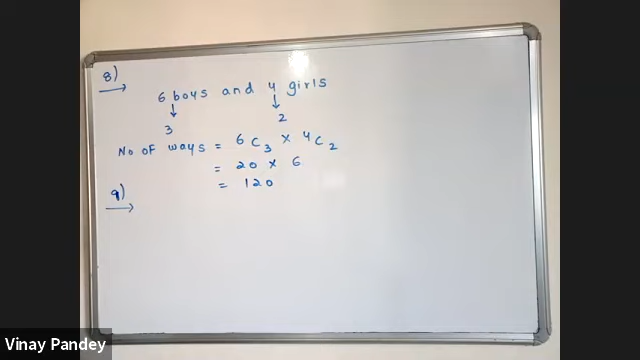 8)
6 boys and 4 girls
3 2
No of ways = 6C3 × 4C2
= 20 × 6
= 120
9)
Vinay Pandey